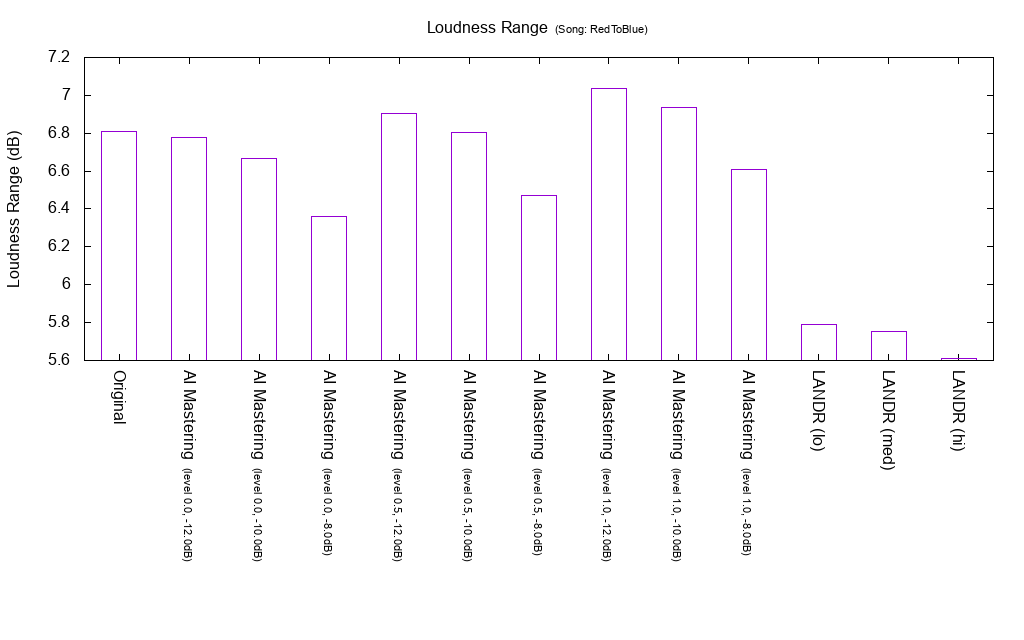 Loudness Range (Song: RedToBlue)
7.2
7
6.8
6.6
6.4
6.2
6
5.8
5.6
Loudness Range (dB)
Original
AI Mastering (level 0.0, -12.0dB)
AI Mastering (level 0.0, -10.0dB)
AI Mastering (level 0.0, -8.0dB)
AI Mastering (level 0.5, -12.0dB)
AI Mastering (level 0.5, -10.0dB)
AI Mastering (level 0.5, -8.0dB)
AI Mastering (level 1.0, -12.0dB)
AI Mastering (level 1.0, -10.0dB)
AI Mastering (level 1.0, -8.0dB)
LANDR (lo)
LANDR (med)
LANDR (hi)